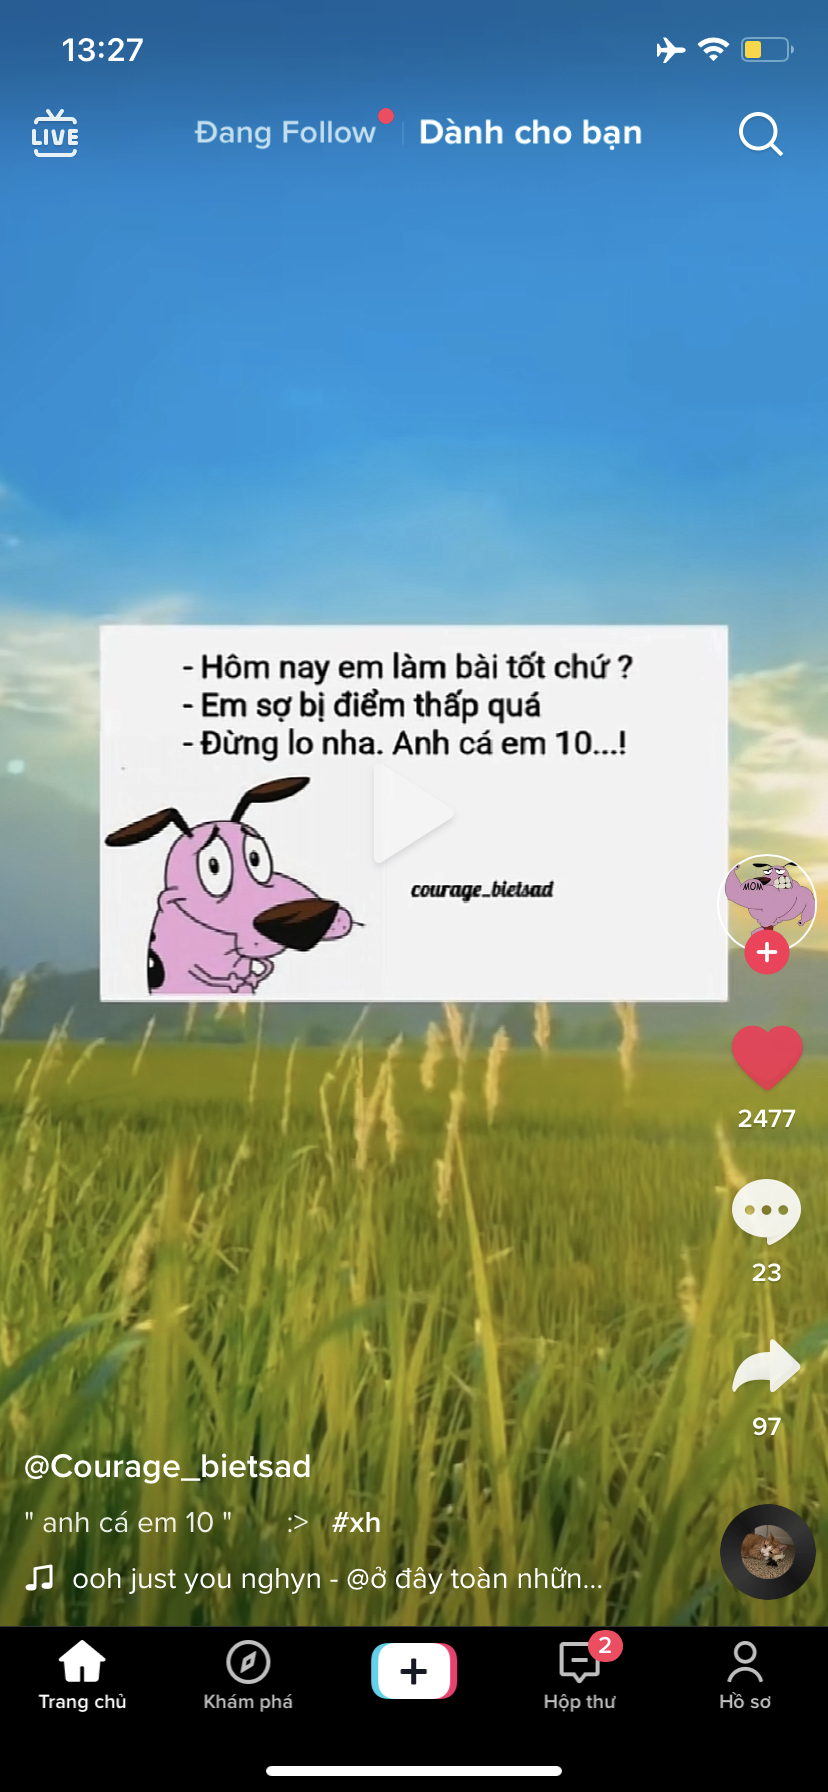 13:27
LIVE
Đang Follow
Dành cho bạn
- Hôm nay em làm bài tốt chứ ?
- Em sợ bị điểm thấp quá
- Đừng lo nha. Anh cá em 10...!
courage_bietsad
MOM
2477
23
97
@Courage_bietsad
" anh cá em 10 " :> #xh
ooh just you nghyn - @ở đây toàn nhữn...
2
Trang chủ
Khám phá
Hộp thư
Hồ sơ